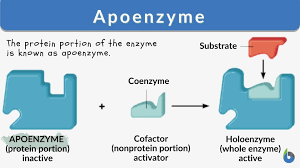 Apoenzyme
The protein portion of the enzyme
is known as apoenzyme.
Substrate
Coenzyme
+
APOENZYME
(protein portion)
inactive
Cofactor
(nonprotein portion)
activator
Holoenzyme
(whole enzyme)
active